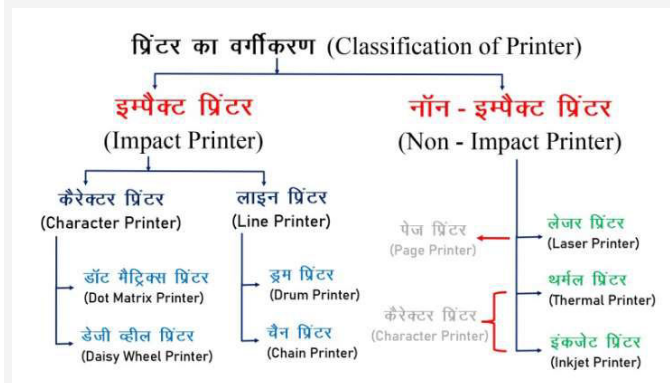 प्रिंटर का वर्गीकरण (Classification of Printer)
इम्पैक्ट प्रिंटर
(Impact Printer)
कैरेक्टर प्रिंटर
(Character Printer)
डॉट मैट्रिक्स प्रिंटर
(Dot Matrix Printer)
डेजी व्हील प्रिंटर
(Daisy Wheel Printer)
लाइन प्रिंटर
(Line Printer)
ड्रम प्रिंटर
(Drum Printer)
चैन प्रिंटर
(Chain Printer)
नॉन - इम्पैक्ट प्रिंटर
(Non - Impact Printer)
पेज प्रिंटर
(Page Printer)
कैरेक्टर प्रिंटर
(Character Printer)
लेजर प्रिंटर
(Laser Printer)
थर्मल प्रिंटर
(Thermal Printer)
इंकजेट प्रिंटर
(Inkjet Printer)